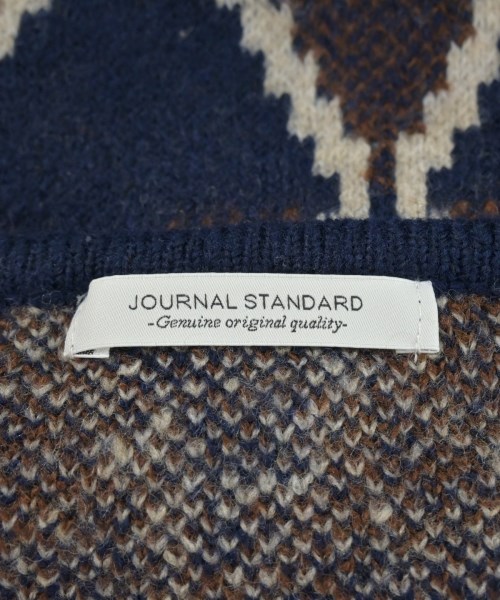 JOURNAL STANDARD
-Genuine original quality-